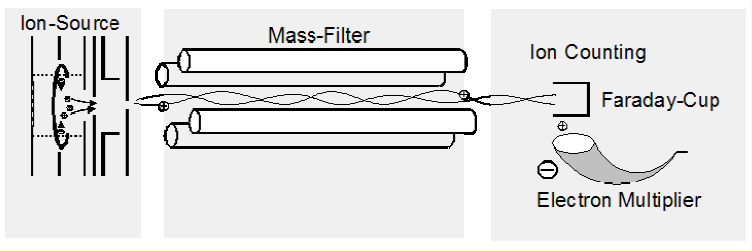 Ion-Source
Mass-Filter
Ion Counting
Faraday-Cup
Electron Multiplier